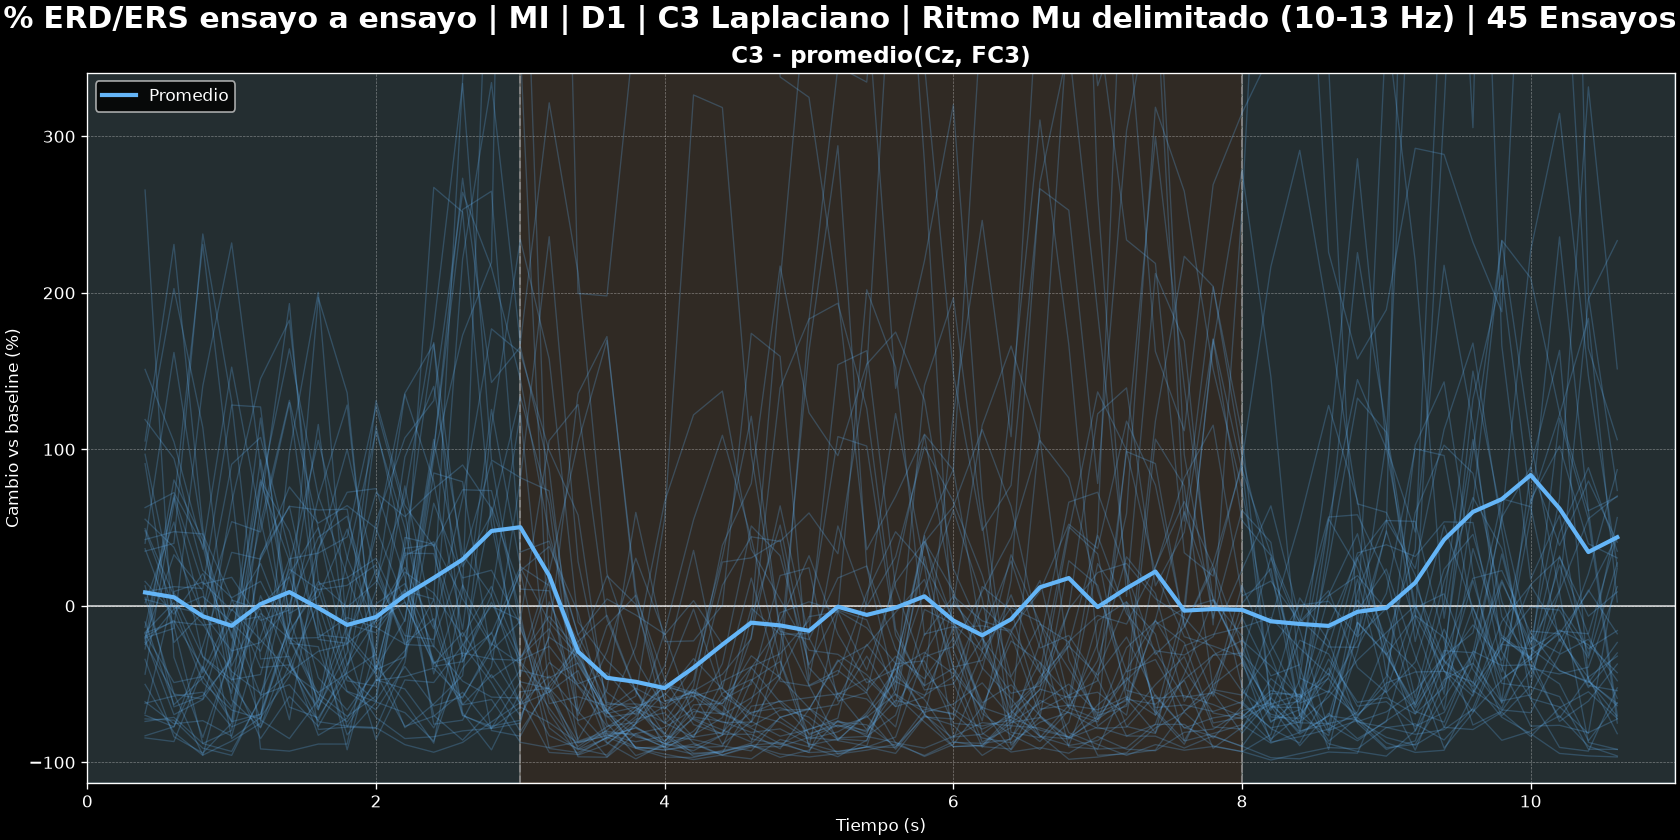 % ERD/ERS ensayo a ensayo | MI | D1 | C3 Laplaciano | Ritmo Mu delimitado (10-13 Hz) | 45 Ensayos
C3 - promedio(Cz, FC3)
Promedio
300
200
100
0
−100
Cambio vs baseline (%)
0 2 4 6 8 10
Tiempo (s)